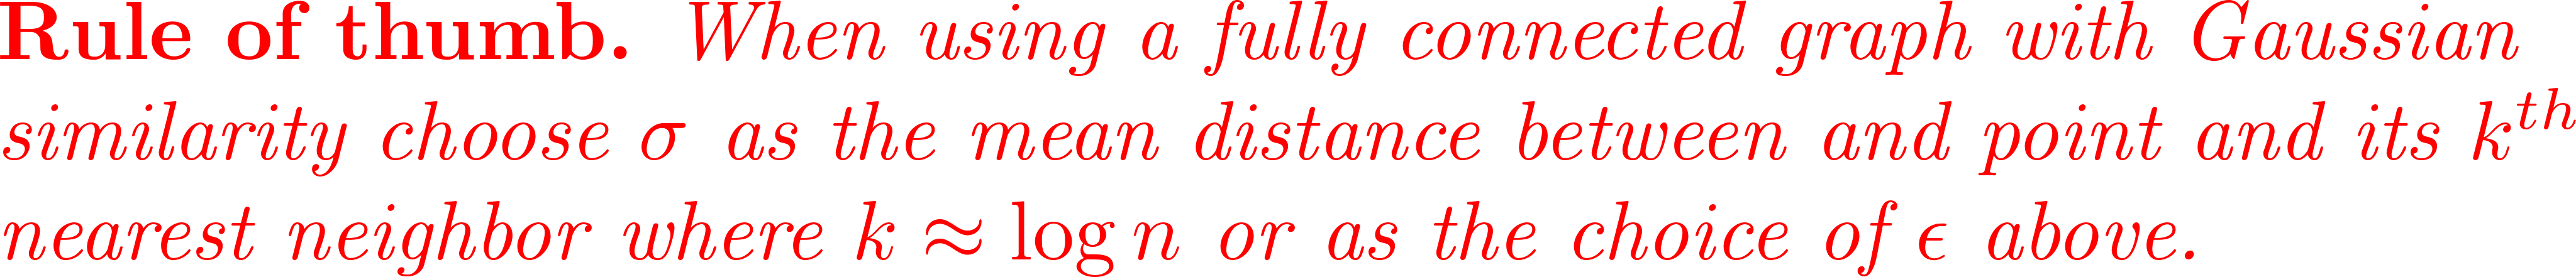 Rule of thumb. When using a fully connected graph with Gaussian
similarity choose σ as the mean distance between and point and its k^{th}
nearest neighbor where k ≈ log n or as the choice of ϵ above.